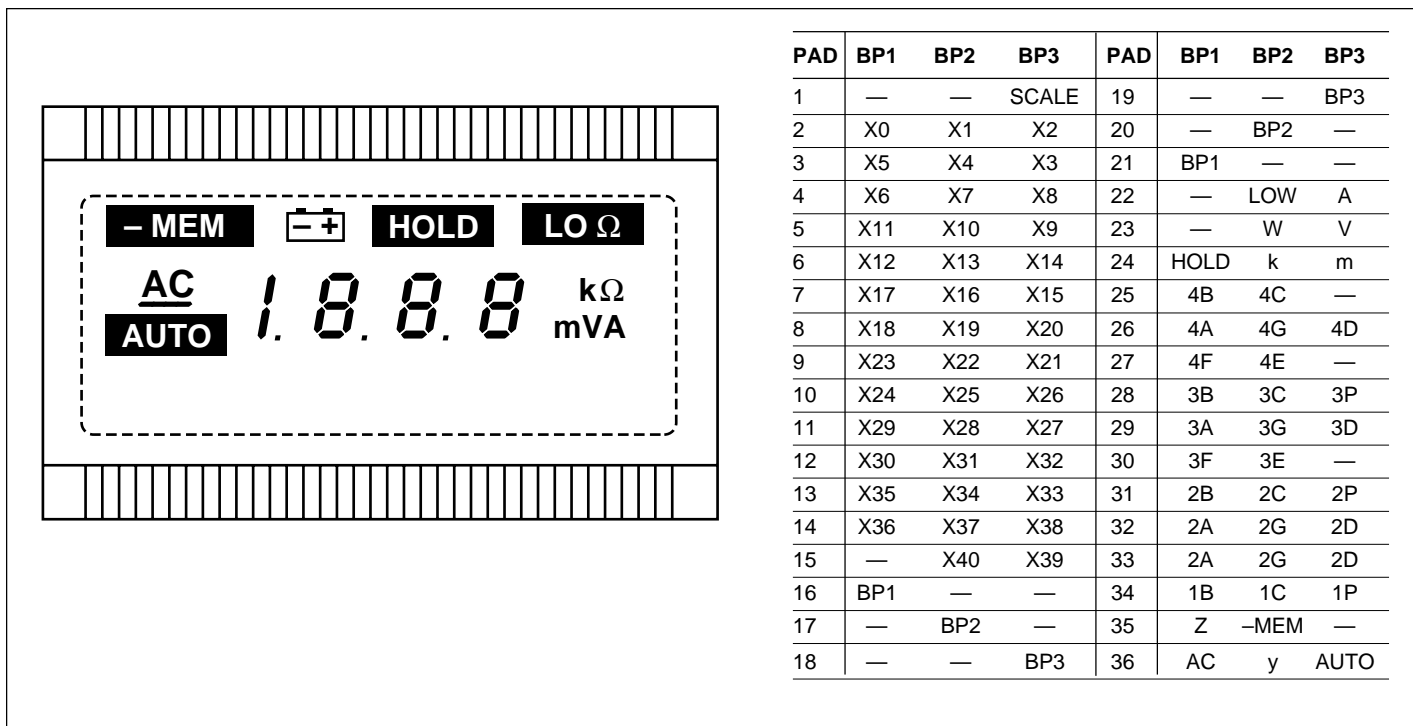 – MEM – + HOLD LO Ω
AC 1.8.8.8 kΩ
AUTO mVA
PAD BP1 BP2 BP3 PAD BP1 BP2 BP3
1 — — SCALE 19 — — BP3
2 X0 X1 X2 20 — BP2 —
3 X5 X4 X3 21 BP1 — —
4 X6 X7 X8 22 — LOW A
5 X11 X10 X9 23 — W V
6 X12 X13 X14 24 HOLD k m
7 X17 X16 X15 25 4B 4C —
8 X18 X19 X20 26 4A 4G 4D
9 X23 X22 X21 27 4F 4E —
10 X24 X25 X26 28 3B 3C 3P
11 X29 X28 X27 29 3A 3G 3D
12 X30 X31 X32 30 3F 3E —
13 X35 X34 X33 31 2B 2C 2P
14 X36 X37 X38 32 2A 2G 2D
15 — X40 X39 33 2A 2G 2D
16 BP1 — — 34 1B 1C 1P
17 — BP2 — 35 Z –MEM —
18 — — BP3 36 AC y AUTO